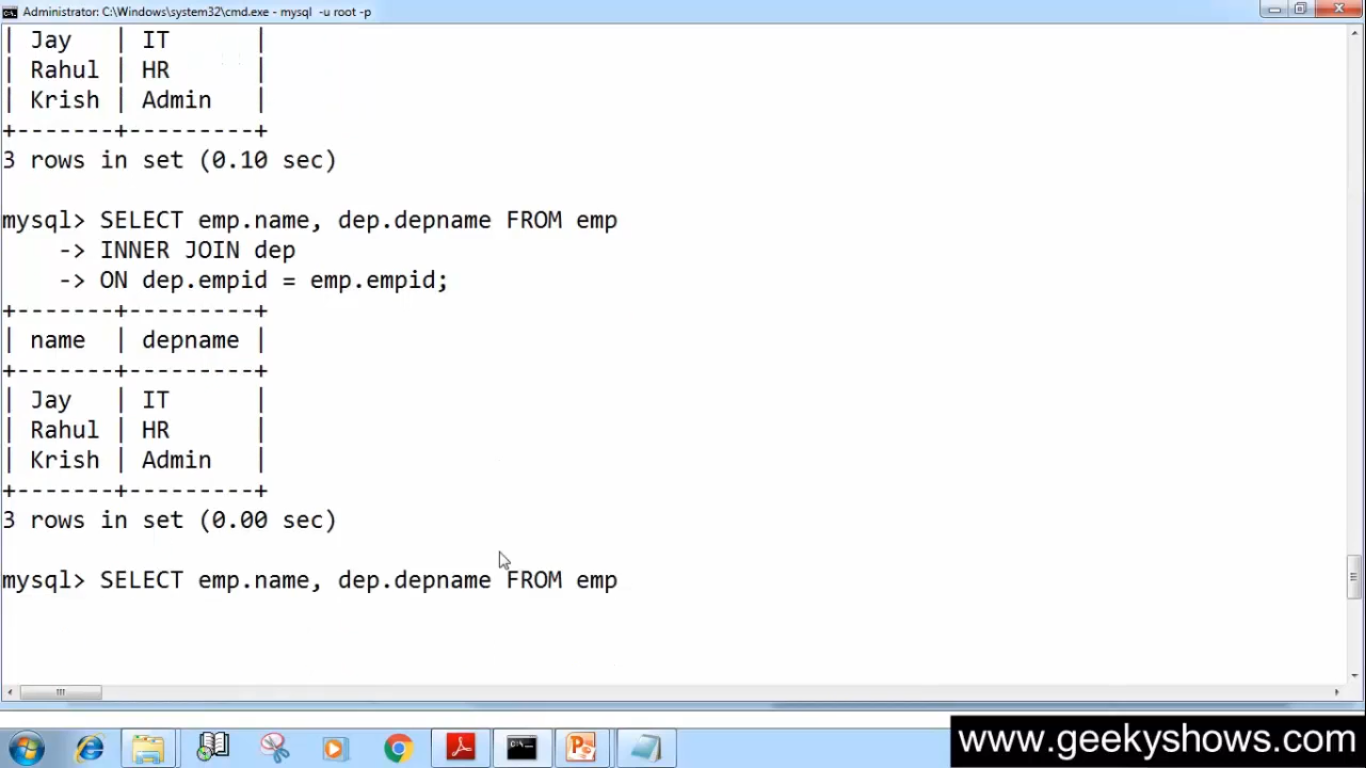 Administrator: C:\Windows\system32\cmd.exe - mysql -u root -p
| Jay   | IT      |
| Rahul | HR      |
| Krish | Admin   |
+-------+---------+
3 rows in set (0.10 sec)
mysql> SELECT emp.name, dep.depname FROM emp
    -> INNER JOIN dep
    -> ON dep.empid = emp.empid;
+-------+---------+
| name  | depname |
+-------+---------+
| Jay   | IT      |
| Rahul | HR      |
| Krish | Admin   |
+-------+---------+
3 rows in set (0.00 sec)
mysql> SELECT emp.name, dep.depname FROM emp
www.geekyshows.com